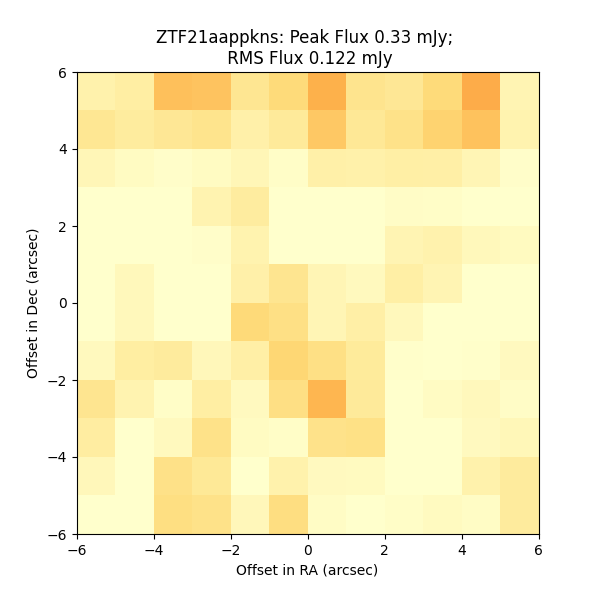 ZTF21aappkns: Peak Flux 0.33 mJy;
RMS Flux 0.122 mJy
6
4
2
0
−2
−4
−6
Offset in Dec (arcsec)
−6 −4 −2 0 2 4 6
Offset in RA (arcsec)